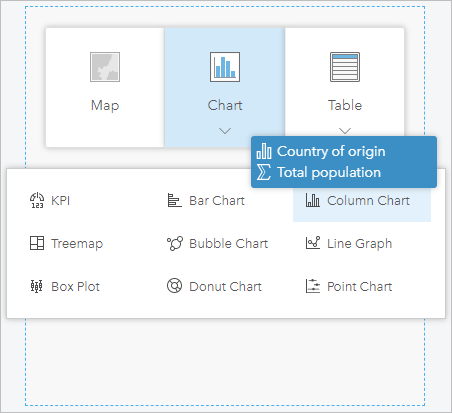 Map
Chart
Table
Country of origin
Total population
123
KPI
Bar Chart
Column Chart
Treemap
Bubble Chart
Line Graph
Box Plot
Donut Chart
Point Chart